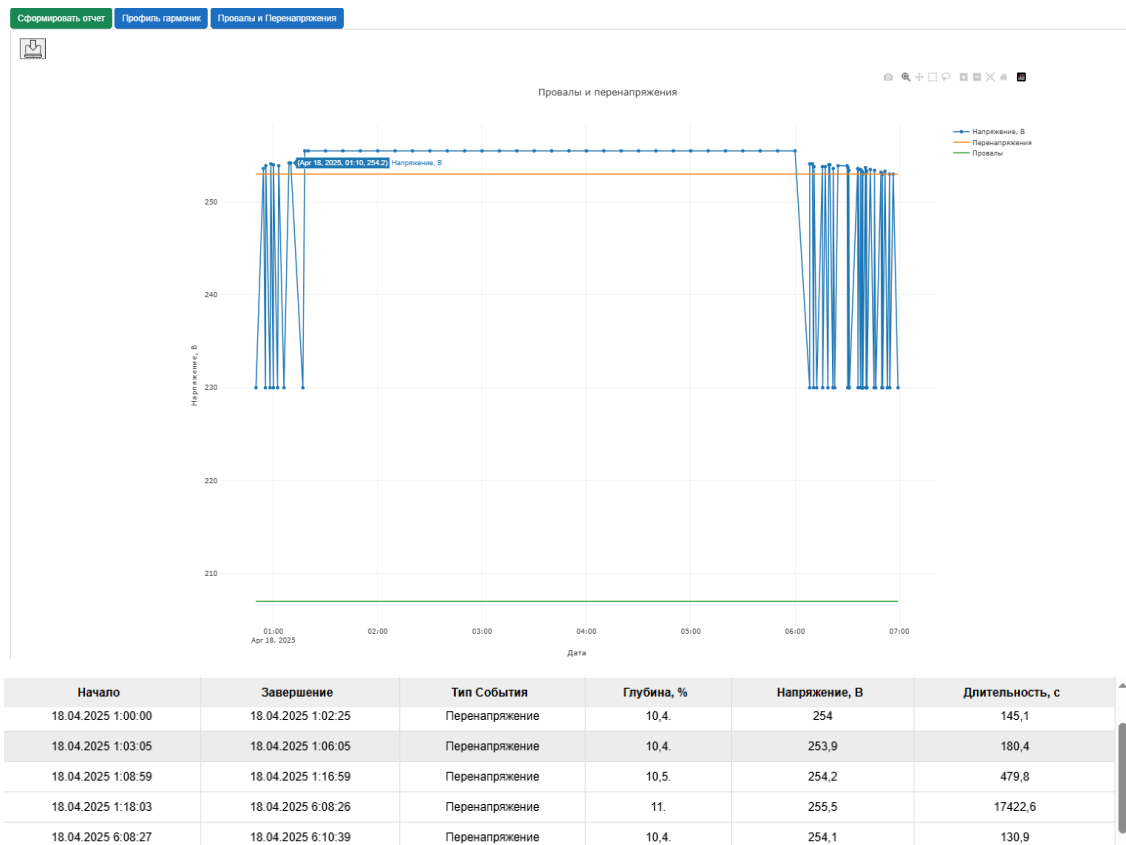 Сформировать отчет Профиль гармоник Провалы и Перенапряжения
Провалы и перенапряжения
Напряжение, В
Перенапряжения
Провалы
(Apr 18, 2025, 01:10, 254.2) Напряжение, В
250
240
230
220
210
Напряжение, В
01:00 02:00 03:00 04:00 05:00 06:00 07:00
Apr 18, 2025
Дата
Начало Завершение Тип События Глубина, % Напряжение, В Длительность, с
18.04.2025 1:00:00 18.04.2025 1:02:25 Перенапряжение 10,4. 254 145,1
18.04.2025 1:03:05 18.04.2025 1:06:05 Перенапряжение 10,4. 253,9 180,4
18.04.2025 1:08:59 18.04.2025 1:16:59 Перенапряжение 10,5. 254,2 479,8
18.04.2025 1:18:03 18.04.2025 6:08:26 Перенапряжение 11. 255,5 17422,6
18.04.2025 6:08:27 18.04.2025 6:10:39 Перенапряжение 10,4. 254,1 130,9